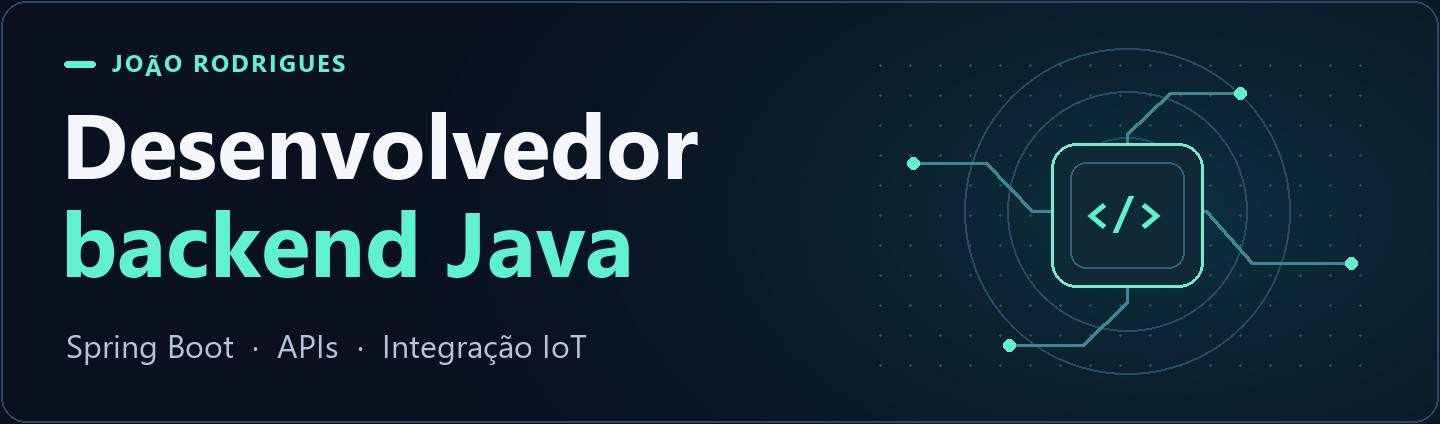 JOÃO RODRIGUES
Desenvolvedor
backend Java
Spring Boot · APIs · Integração IoT
</>